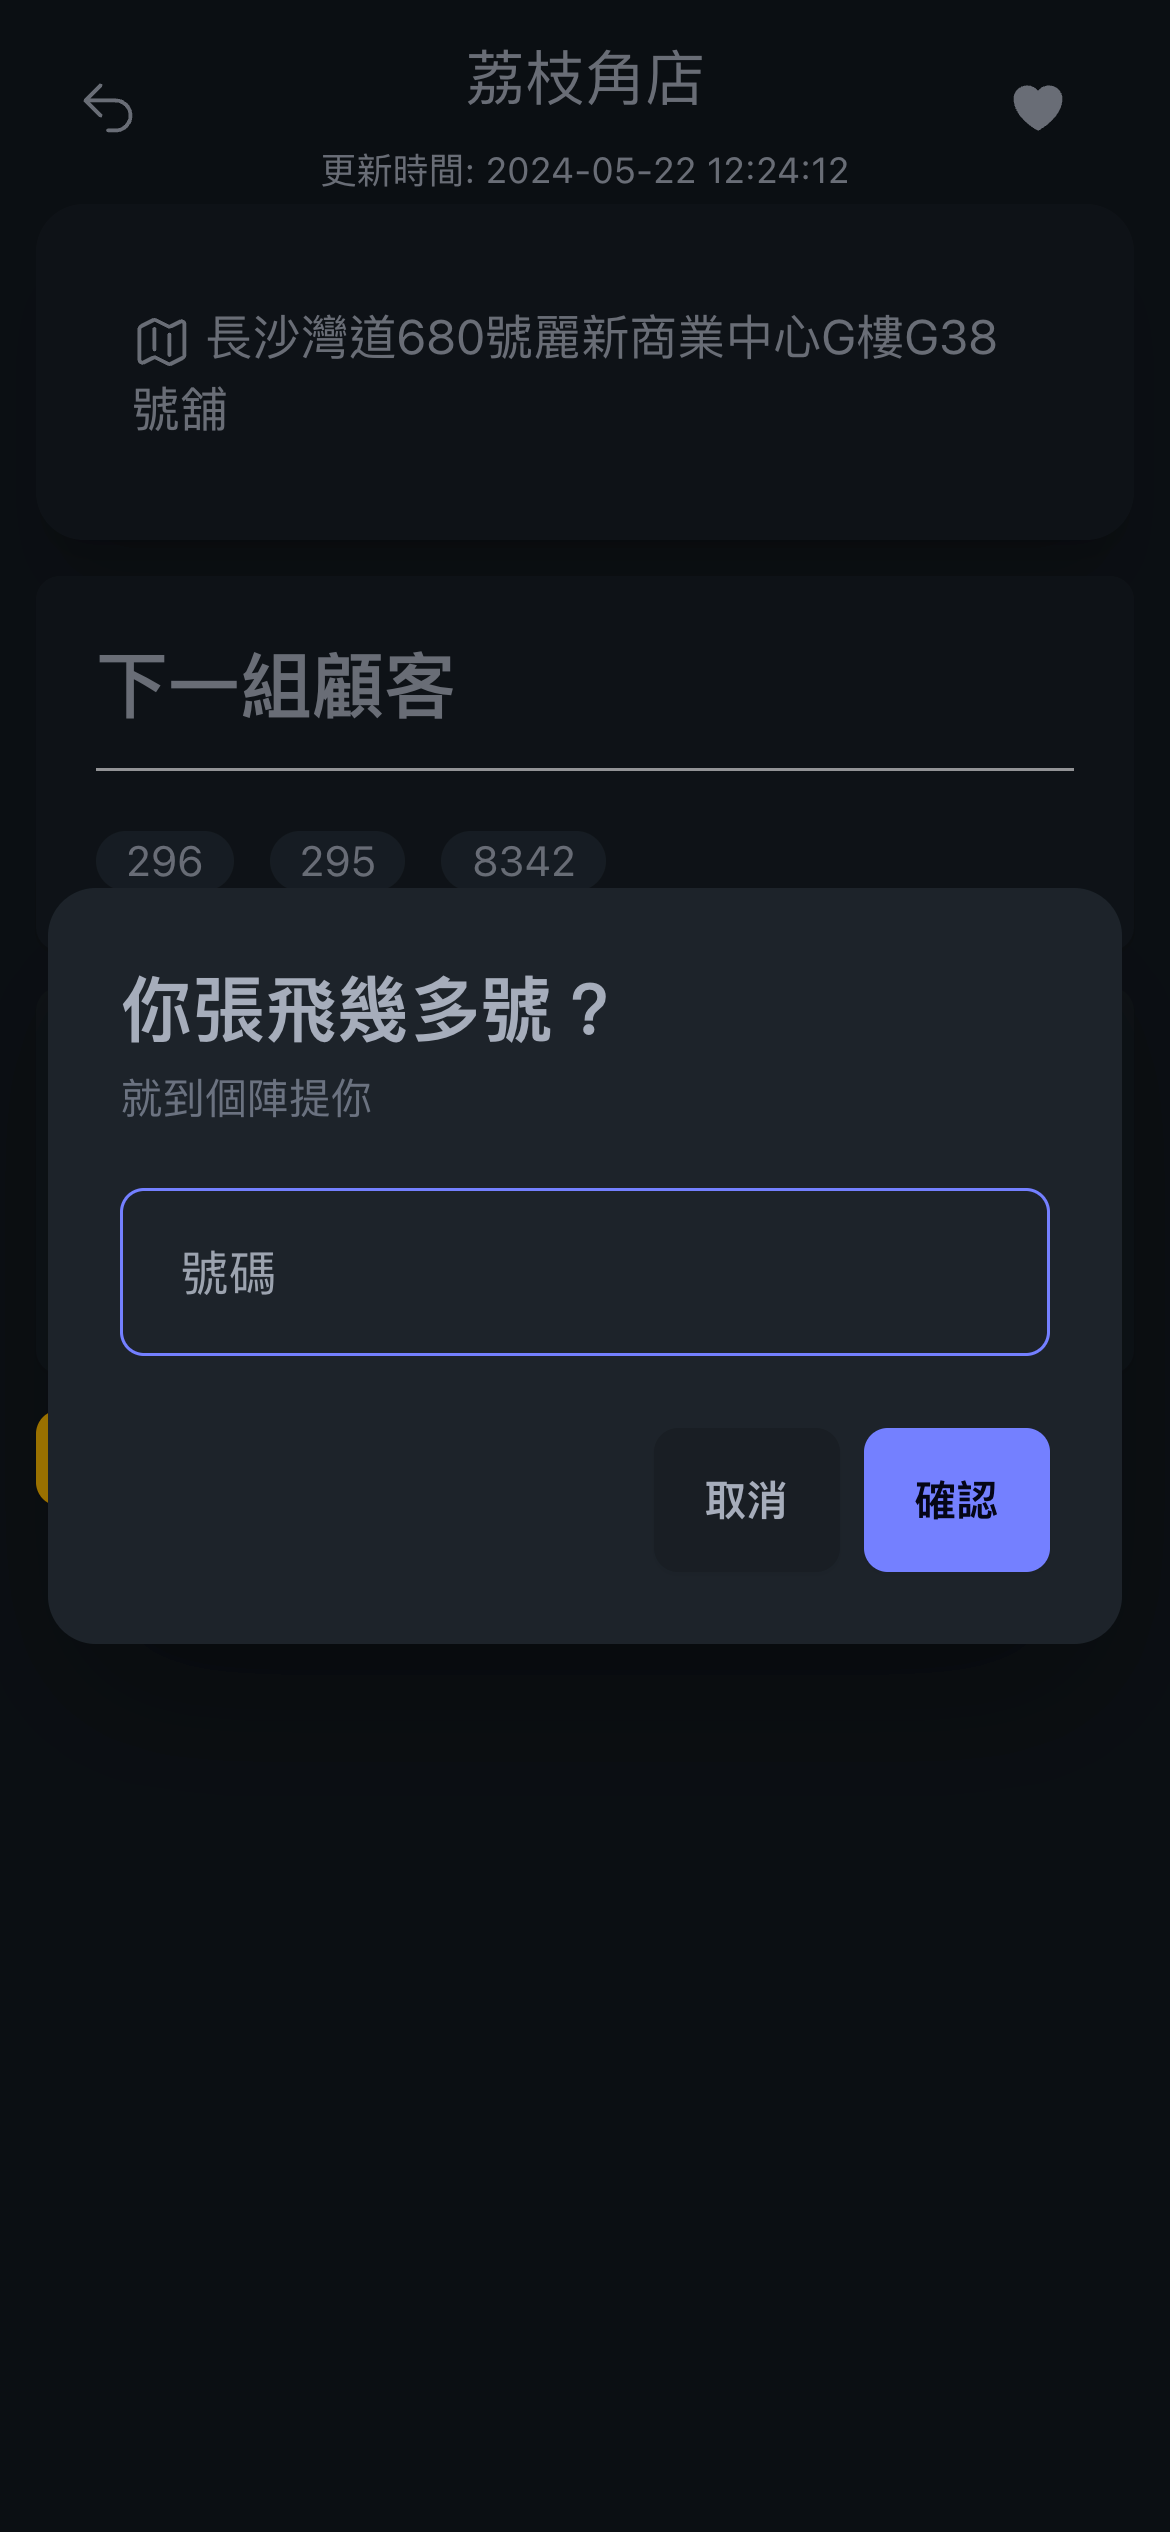 荔枝角店
更新時間: 2024-05-22 12:24:12
長沙灣道680號麗新商業中心G樓G38
號舖
下一組顧客
296 295 8342
你張飛幾多號？
就到個陣提你
號碼
取消 確認